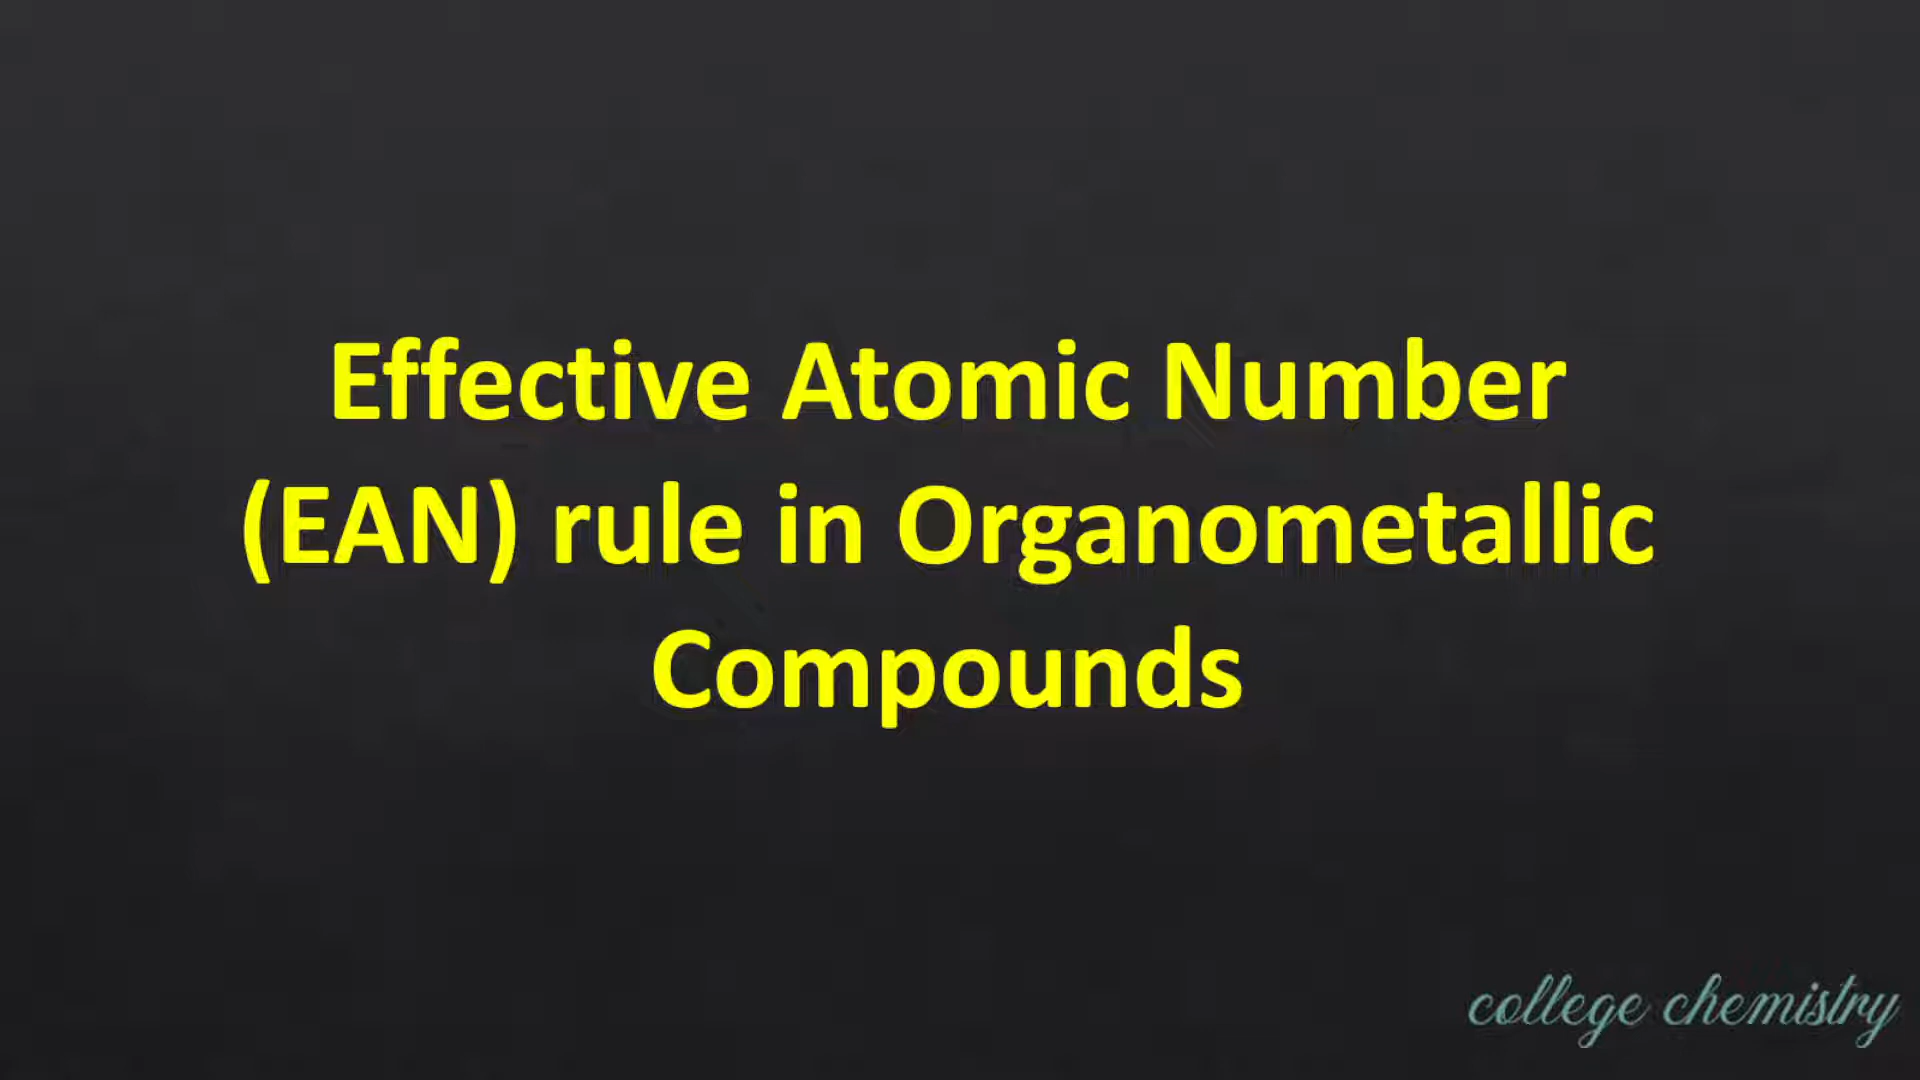 Effective Atomic Number
(EAN) rule in Organometallic
Compounds
college chemistry